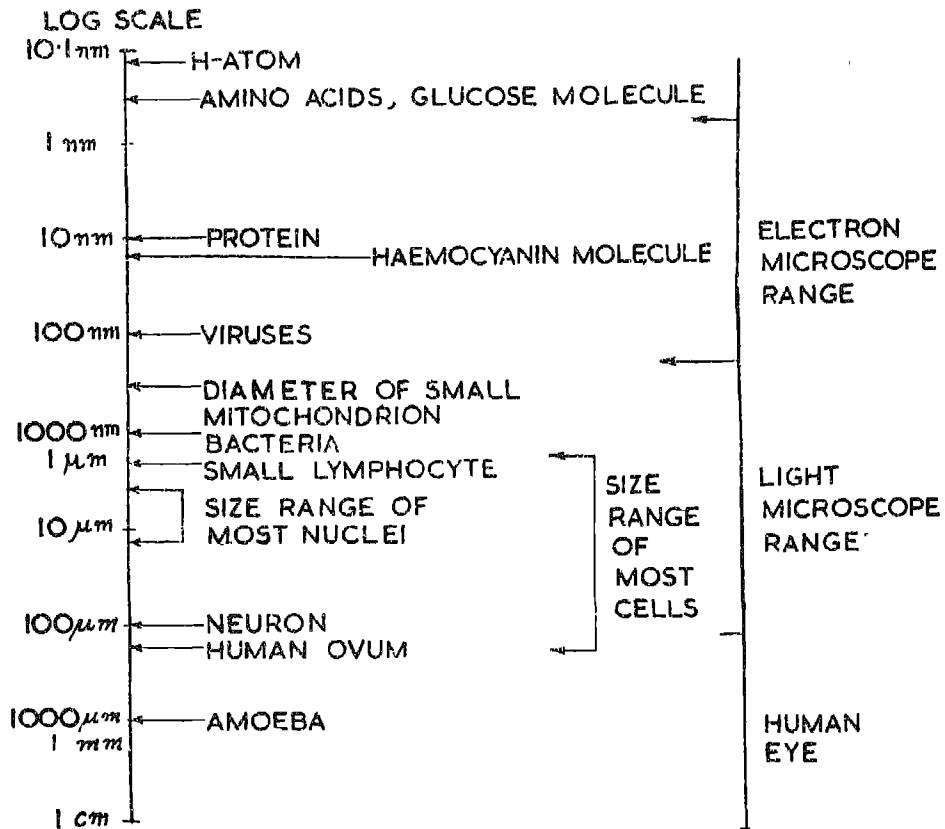 LOG SCALE
10·1nm
H-ATOM
AMINO ACIDS, GLUCOSE MOLECULE
1 nm
10nm
PROTEIN
HAEMOCYANIN MOLECULE
ELECTRON
MICROSCOPE
RANGE
100nm
VIRUSES
DIAMETER OF SMALL
MITOCHONDRION
1000nm
BACTERIA
1 μm
SMALL LYMPHOCYTE
SIZE RANGE OF
MOST NUCLEI
10μm
SIZE
RANGE
OF
MOST
CELLS
LIGHT
MICROSCOPE
RANGE
100μm
NEURON
HUMAN OVUM
1000μm
1 mm
AMOEBA
HUMAN
EYE
1 cm